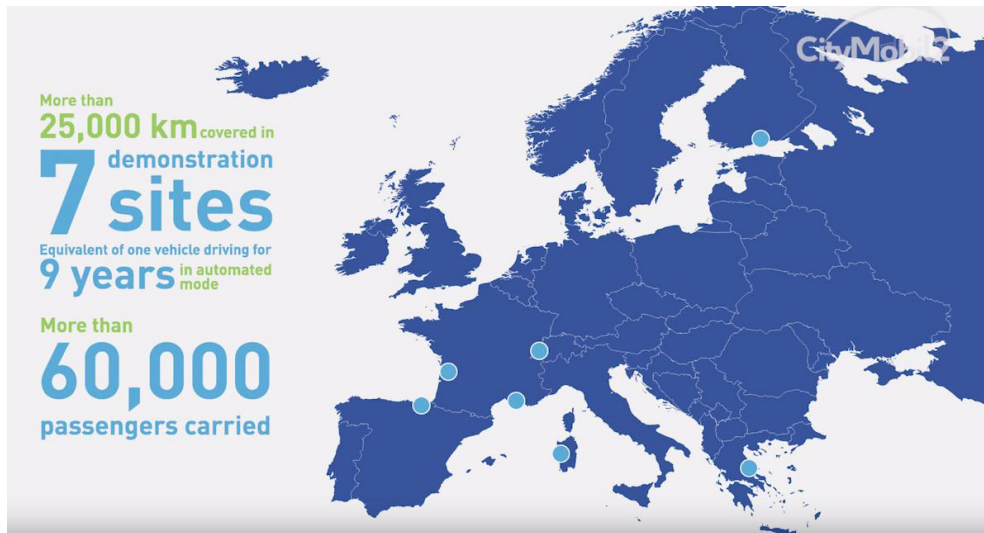 CityMobil2
More than
25,000 km covered in
7 demonstration
sites
Equivalent of one vehicle driving for
9 years in automated
mode
More than
60,000
passengers carried